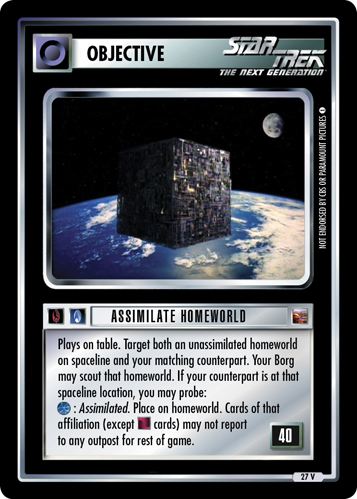 OBJECTIVE
STAR TREK
THE NEXT GENERATION
NOT ENDORSED BY CBS OR PARAMOUNT PICTURES
ASSIMILATE HOMEWORLD
Plays on table. Target both an unassimilated homeworld
on spaceline and your matching counterpart. Your Borg
may scout that homeworld. If your counterpart is at that
spaceline location, you may probe:
: Assimilated. Place on homeworld. Cards of that
affiliation (except cards) may not report
to any outpost for rest of game.
40
27 V